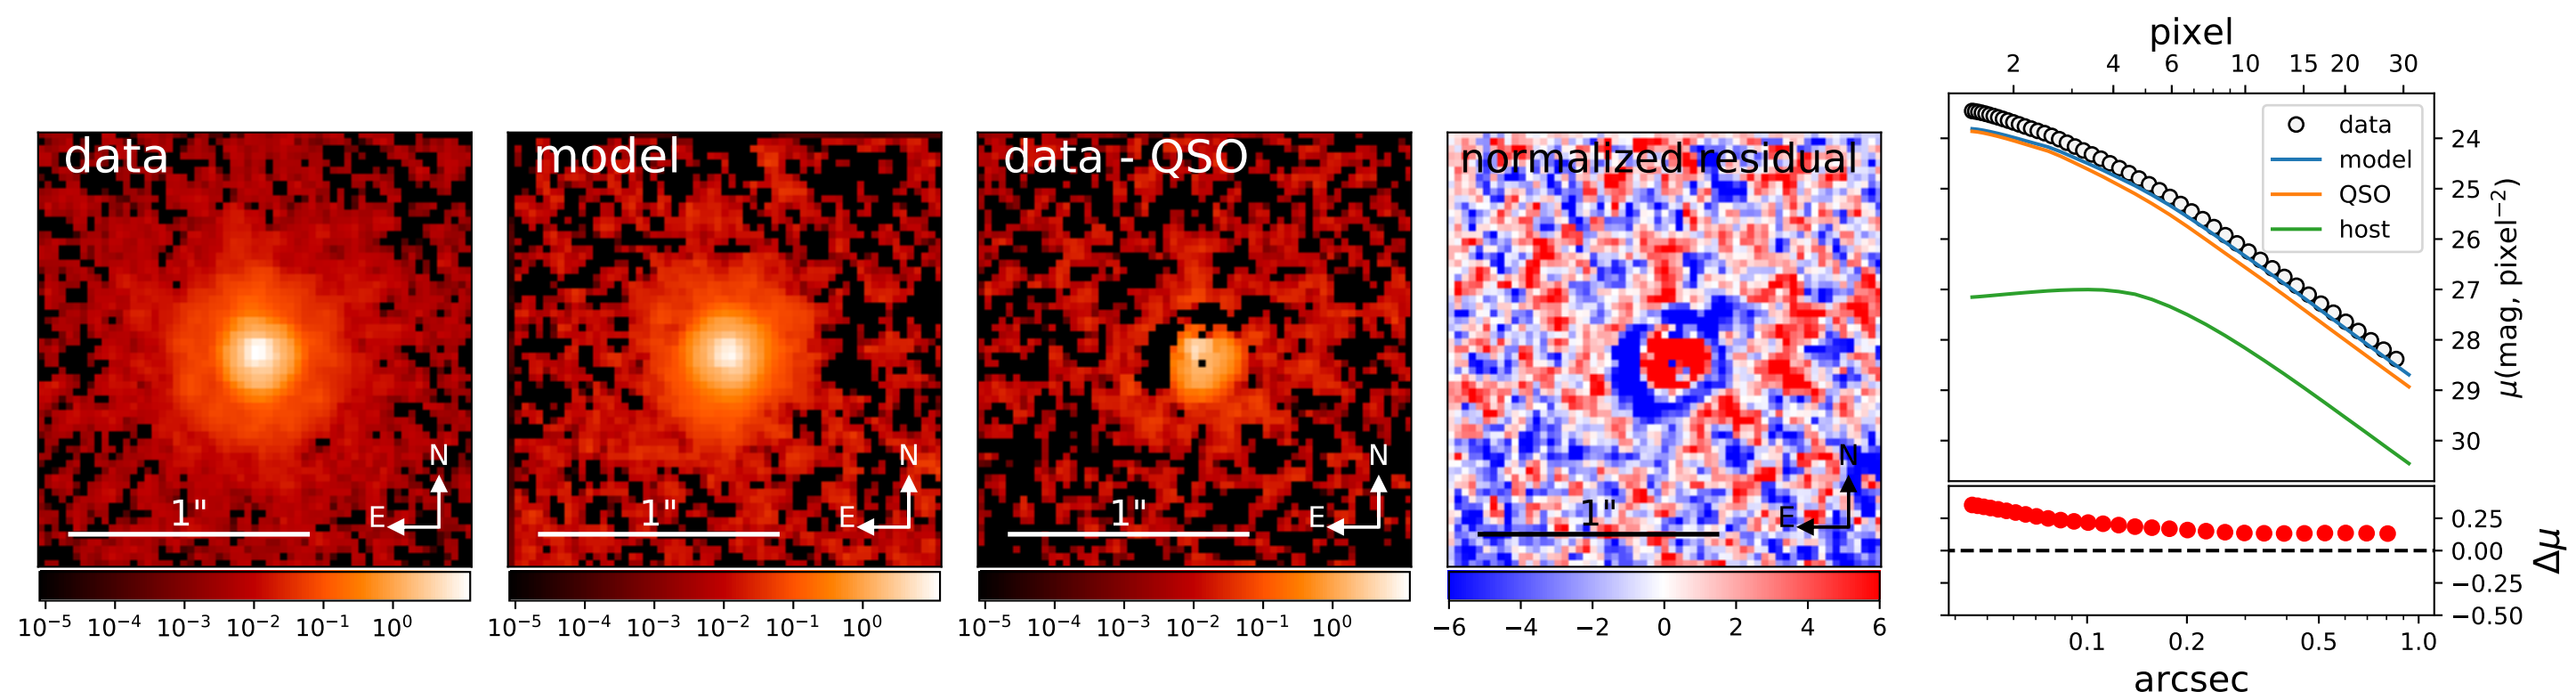 data
N
E
1"
10⁻⁵ 10⁻⁴ 10⁻³ 10⁻² 10⁻¹ 10⁰
model
N
E
1"
10⁻⁵ 10⁻⁴ 10⁻³ 10⁻² 10⁻¹ 10⁰
data - QSO
N
E
1"
10⁻⁵ 10⁻⁴ 10⁻³ 10⁻² 10⁻¹ 10⁰
normalized residual
N
E
1"
−6 −4 −2 0 2 4 6
pixel
2 4 6 10 15 20 30
data
model
QSO
host
24
25
26
27
28
29
30
μ(mag, pixel⁻²)
0.25
0.00
−0.25
−0.50
Δμ
0.1 0.2 0.5 1.0
arcsec